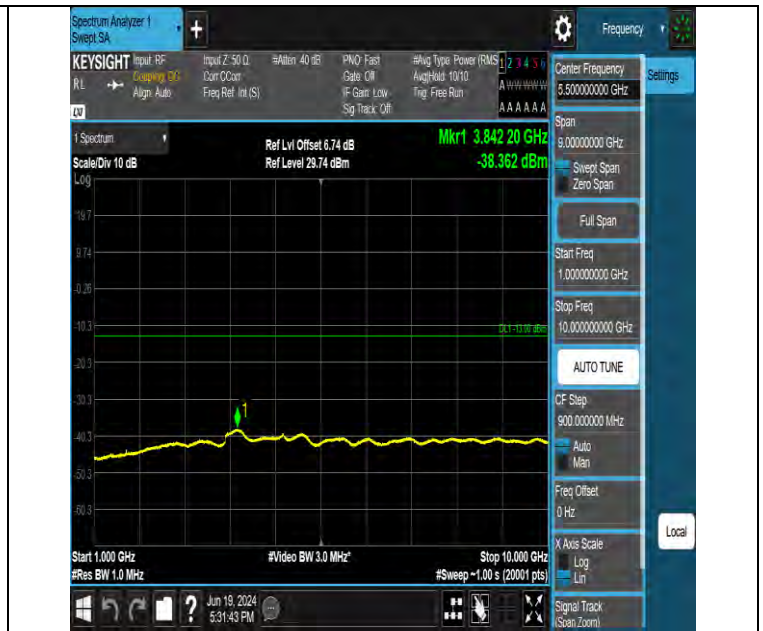 Spectrum Analyzer 1
Swept SA
+
Frequency
KEYSIGHT
RL
Input: RF
Coupling: DC
Align: Auto
Input Z: 50 Ω
Corr CCorr
Freq Ref: Int (S)
#Atten: 40 dB
PNO: Fast
Gate: Off
IF Gain: Low
Sig Track: Off
#Avg Type: Power (RMS
Avg|Hold: 10/10
Trig: Free Run
1 2 3 4 5 6
A W W W W W
A A A A A A
1 Spectrum
Scale/Div 10 dB
Log
Ref Lvl Offset 6.74 dB
Ref Level 29.74 dBm
Mkr1 3.842 20 GHz
-38.362 dBm
19.7
9.74
-0.26
-10.3
-20.3
-30.3
-40.3
-50.3
-60.3
DL1 -13.00 dBm
1
Start 1.000 GHz
#Res BW 1.0 MHz
#Video BW 3.0 MHz*
Stop 10.000 GHz
#Sweep ~1.00 s (20001 pts)
Center Frequency
5.500000000 GHz
Settings
Span
9.00000000 GHz
Swept Span
Zero Span
Full Span
Start Freq
1.000000000 GHz
Stop Freq
10.000000000 GHz
AUTO TUNE
CF Step
900.000000 MHz
Auto
Man
Freq Offset
0 Hz
X Axis Scale
Log
Lin
Signal Track
(Span Zoom)
Local
?
Jun 19, 2024
5:31:43 PM